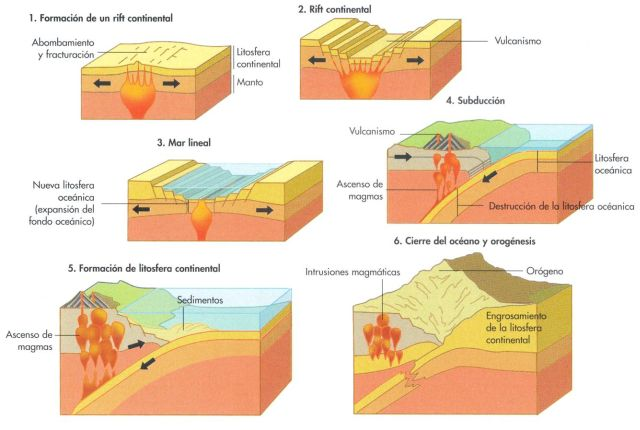 1. Formación de un rift continental
Abombamiento
y fracturación
Litosfera
continental
Manto
2. Rift continental
Vulcanismo
3. Mar lineal
Nueva litosfera
oceánica
(expansión del
fondo oceánico)
4. Subducción
Vulcanismo
Litosfera
oceánica
Ascenso de
magmas
Destrucción de la litosfera océanica
5. Formación de litosfera continental
Sedimentos
Ascenso de
magmas
6. Cierre del océano y orogénesis
Intrusiones magmáticas
Orógeno
Engrosamiento
de la litosfera
continental